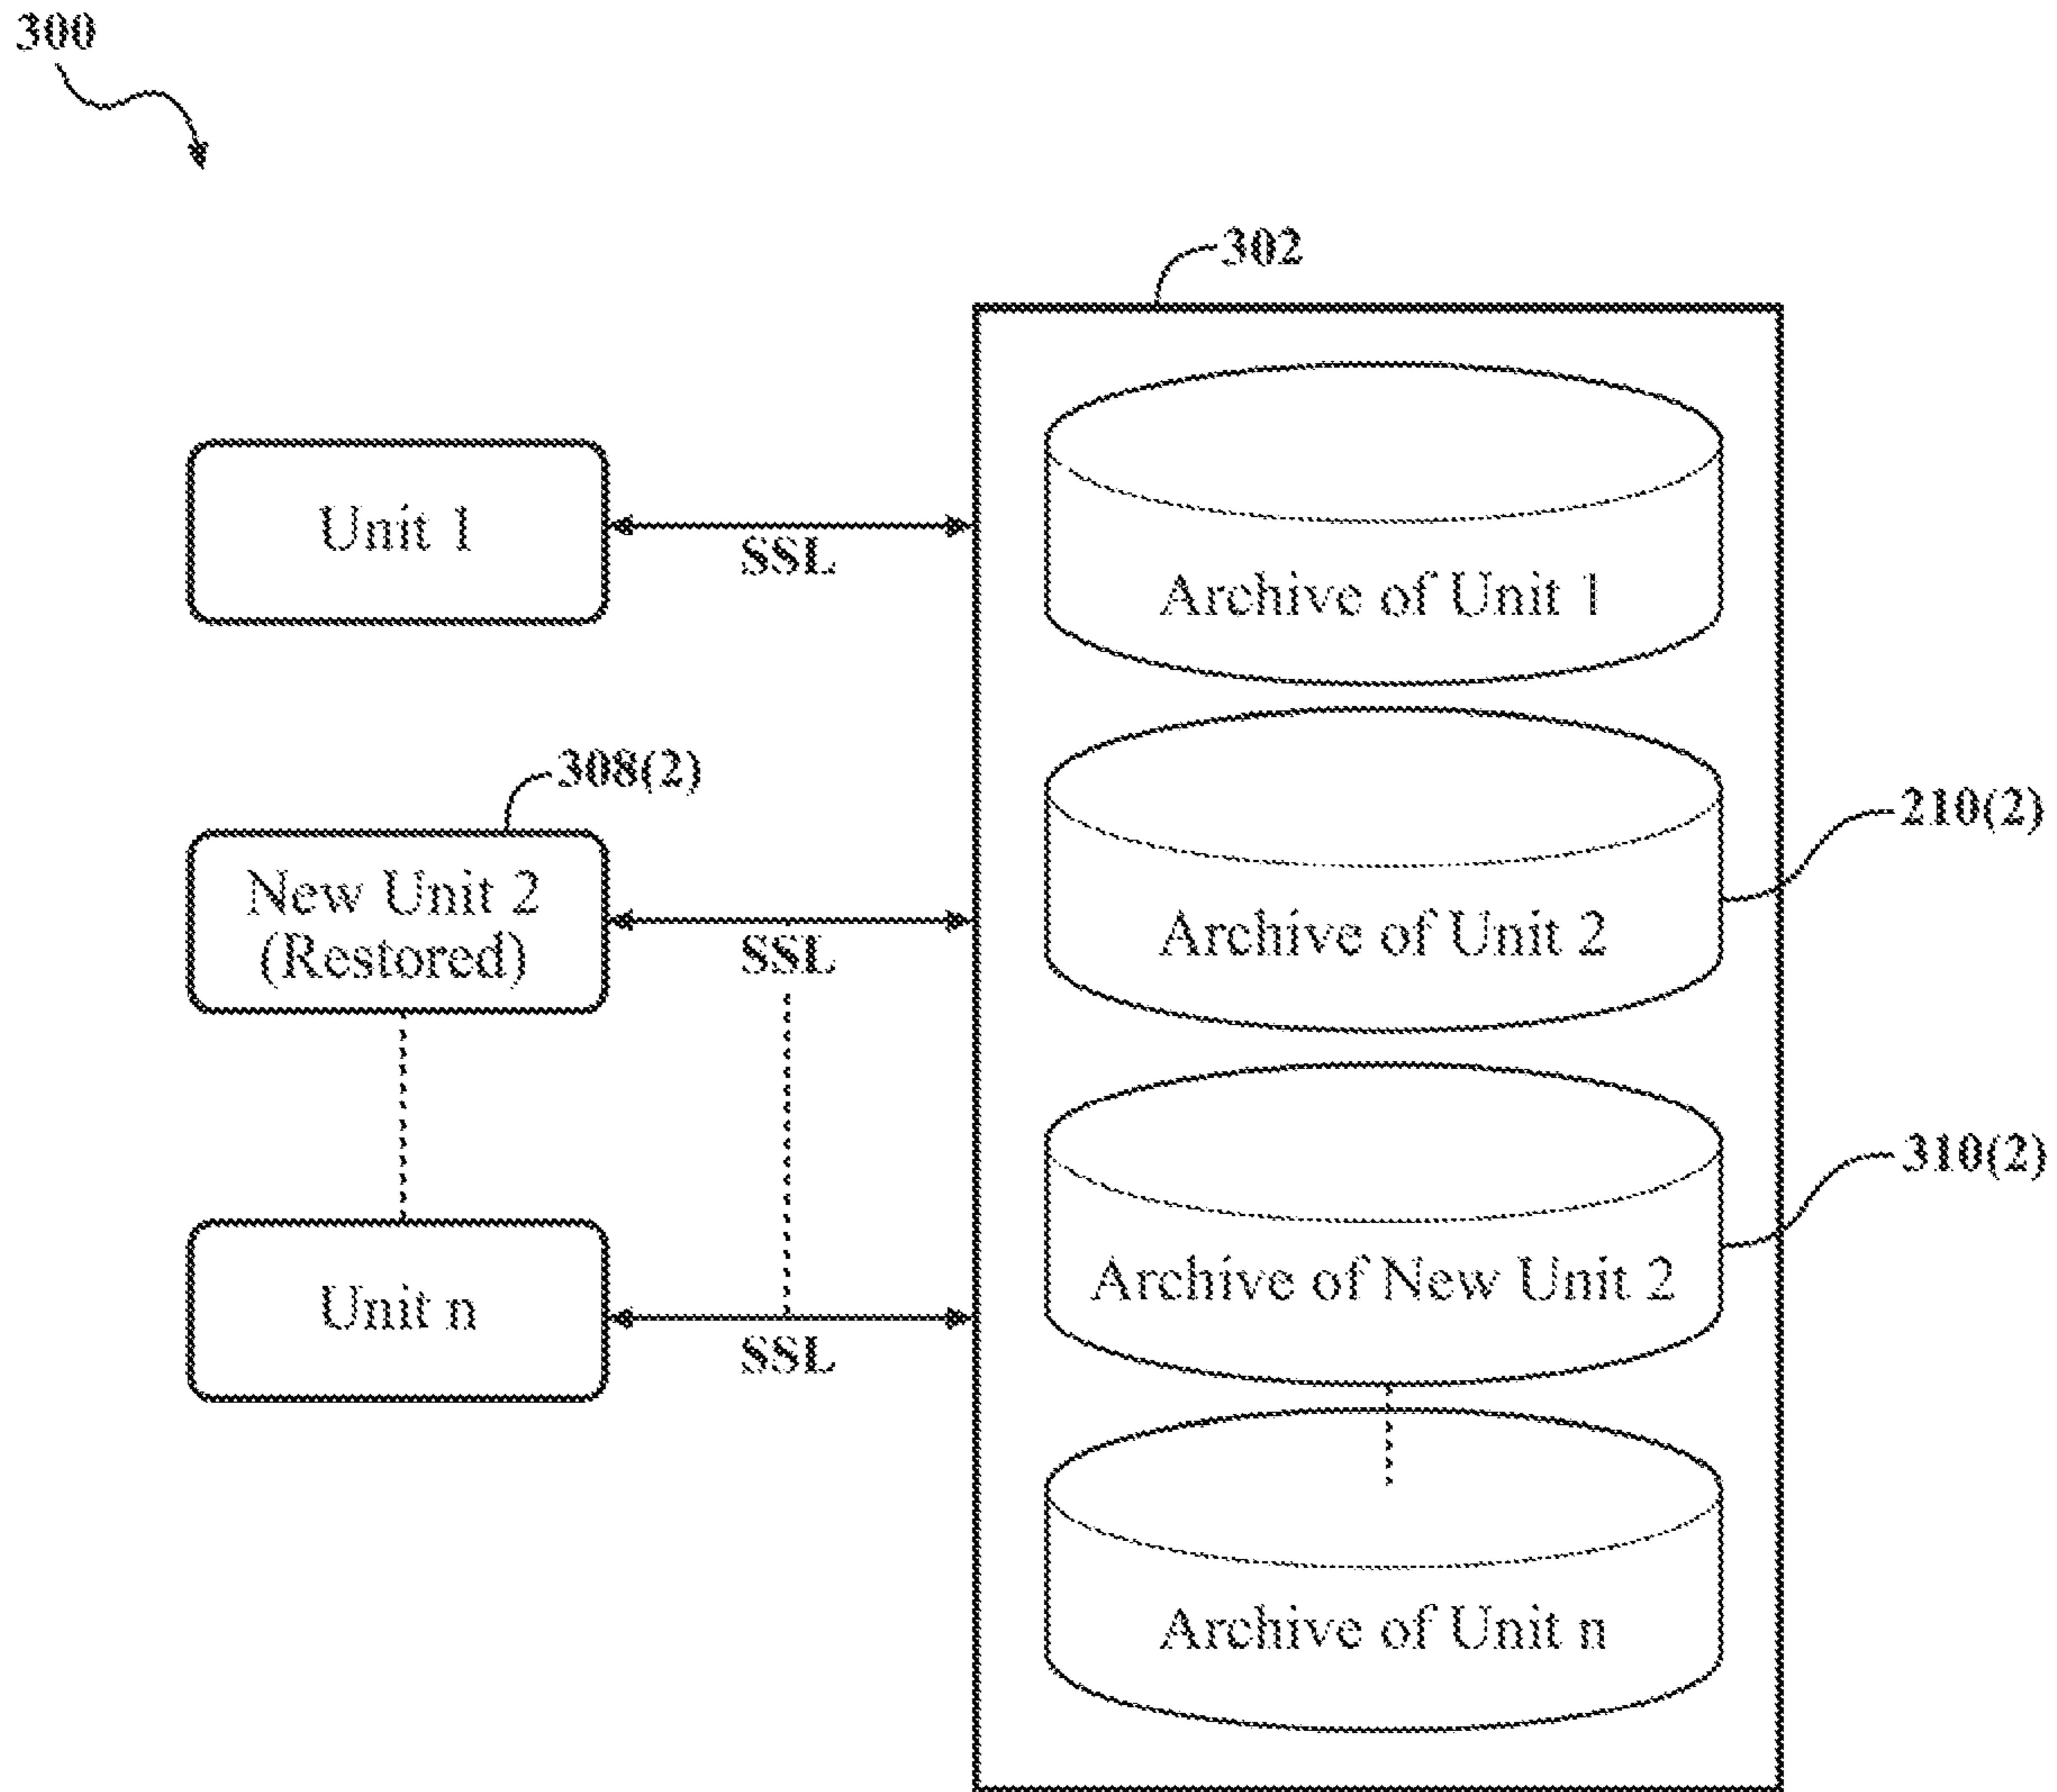 300
302
Unit 1
SSL
Archive of Unit 1
308(2)
New Unit 2
(Restored)
SSL
Archive of Unit 2
210(2)
310(2)
Unit n
SSL
Archive of New Unit 2
Archive of Unit n